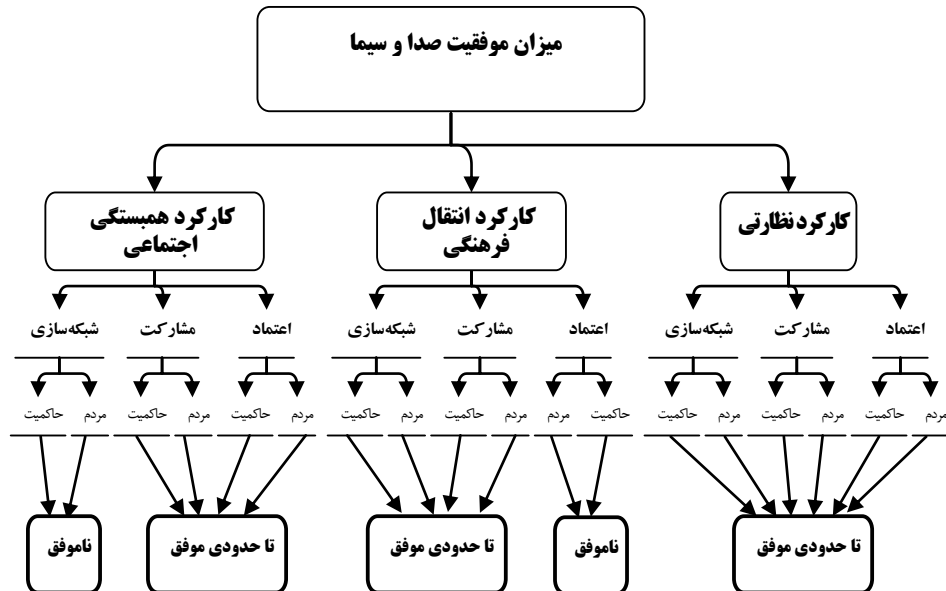 میزان موفقیت صدا و سیما
کارکرد نظارتی
کارکرد انتقال
فرهنگی
کارکرد همبستگی
اجتماعی
اعتماد مشارکت شبکه‌سازی اعتماد مشارکت شبکه‌سازی اعتماد مشارکت شبکه‌سازی
مردم حاکمیت مردم حاکمیت مردم حاکمیت حاکمیت مردم مردم حاکمیت مردم حاکمیت مردم حاکمیت مردم حاکمیت مردم حاکمیت
تا حدودی موفق ناموفق تا حدودی موفق تا حدودی موفق ناموفق